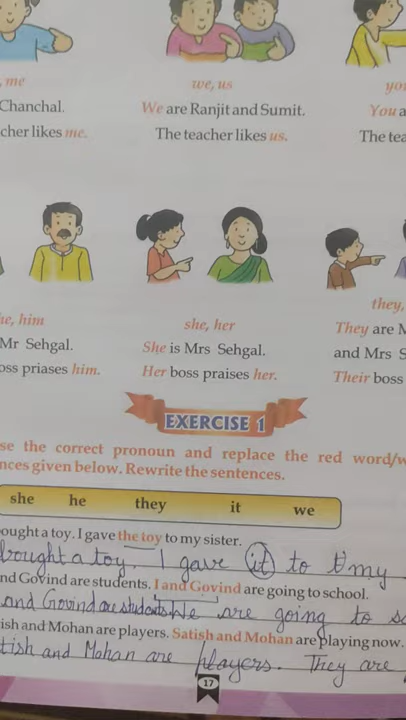 , me
we, us
Chanchal.
We are Ranjit and Sumit.
You a
cher likes me.
The teacher likes us.
The tea
he, him
she, her
they,
Mr Sehgal.
She is Mrs Sehgal.
They are M
and Mrs S
oss priases him.
Her boss praises her.
Their boss
EXERCISE 1
se the correct pronoun and replace the red word/w
nces given below. Rewrite the sentences.
she he they it we
ought a toy. I gave the toy to my sister.
bought a toy. I gave it to my
nd Govind are students. I and Govind are going to school.
and Govind are students We are going to sc
ish and Mohan are players. Satish and Mohan are playing now.
tish and Mohan are players. They are
17